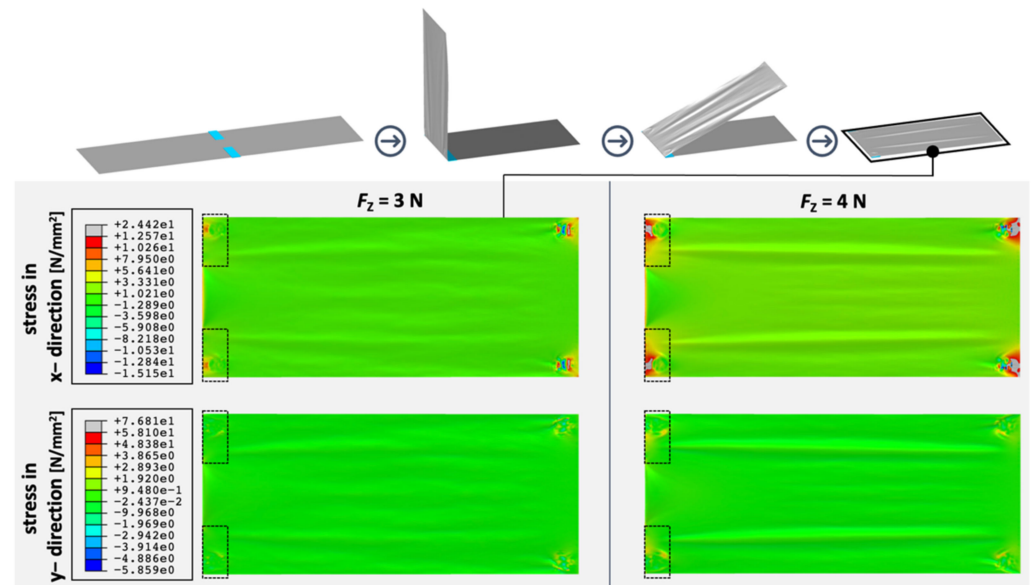 F_Z = 3 N
F_Z = 4 N
stress in
x– direction [N/mm²]
+2.442e1
+1.257e1
+1.026e1
+7.950e0
+5.641e0
+3.331e0
+1.021e0
-1.289e0
-3.598e0
-5.908e0
-8.218e0
-1.053e1
-1.284e1
-1.515e1
stress in
y– direction [N/mm²]
+7.681e1
+5.810e1
+4.838e1
+3.865e0
+2.893e0
+1.920e0
+9.480e-1
-2.437e-2
-9.968e0
-1.969e0
-2.942e0
-3.914e0
-4.886e0
-5.859e0